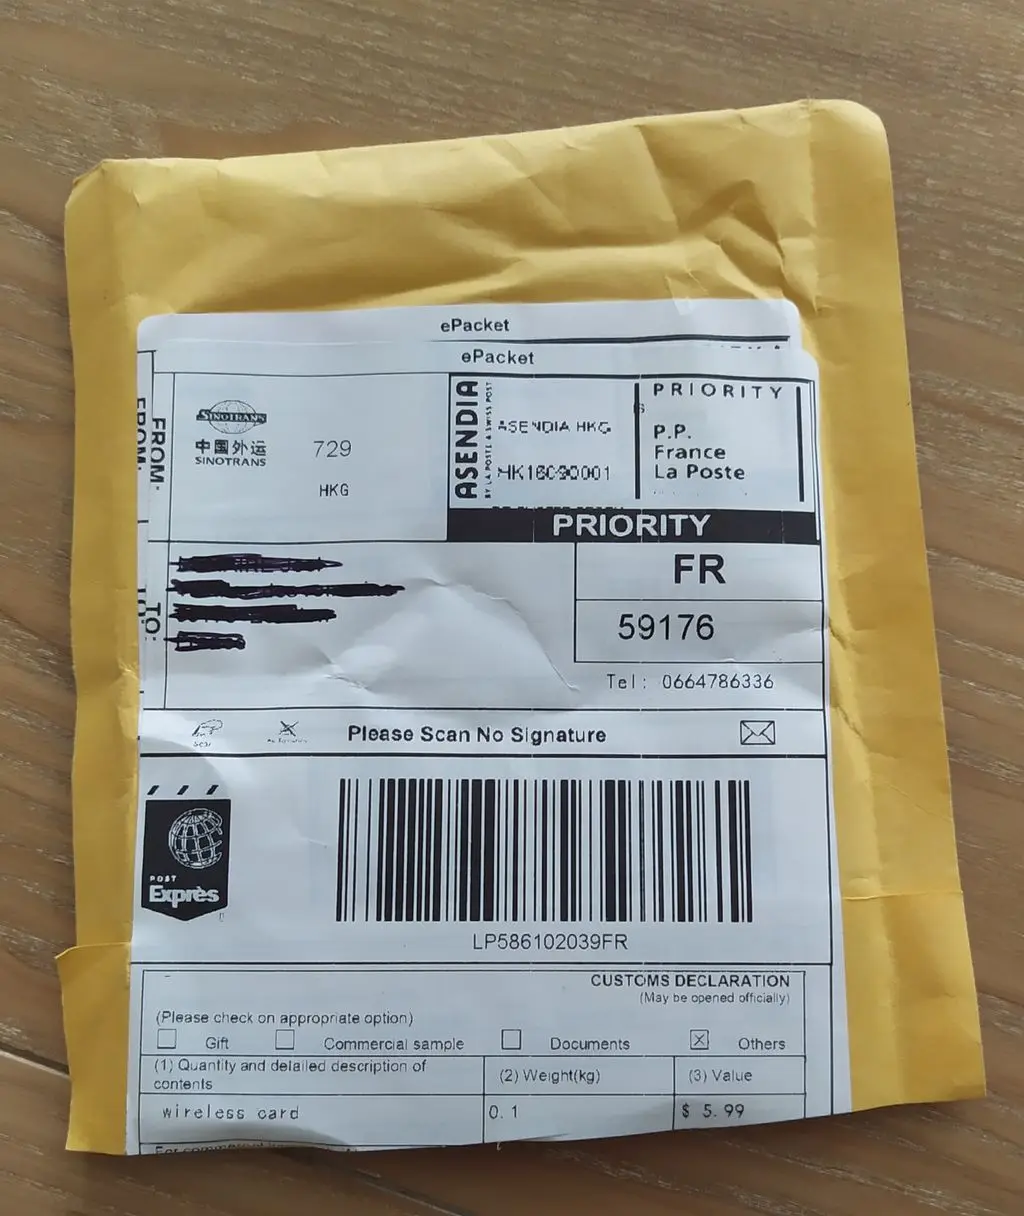 ePacket
ePacket
FROM:
FROM:
SINOTRANS
中国外运
SINOTRANS
729
HKG
ASENDIA
BY LA POSTE & SWISS POST
ASENDIA HKG
HK16090001
PRIORITY
P.P.
France
La Poste
PRIORITY
TO:
TO:
FR
59176
Tel: 0664786336
Please Scan No Signature
POST
Exprès
LP586102039FR
CUSTOMS DECLARATION
(May be opened officially)
(Please check on appropriate option)
Gift Commercial sample Documents Others
(1) Quantity and detailed description of contents
(2) Weight(kg)
(3) Value
wireless card
0.1
$ 5.99